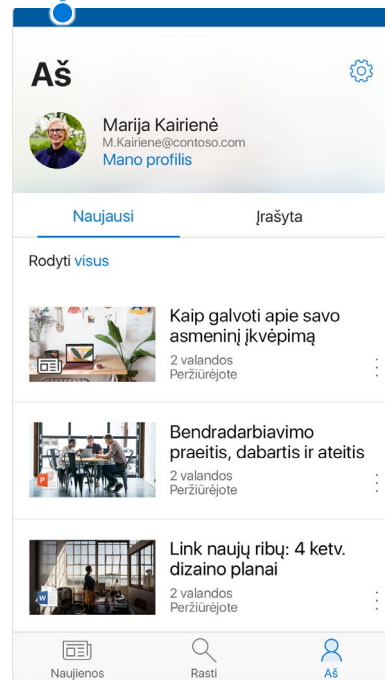 Aš
Marija Kairienė
M.Kairiene@contoso.com
Mano profilis
Naujausi
Įrašyta
Rodyti visus
Kaip galvoti apie savo
asmeninį įkvėpimą
2 valandos
Peržiūrėjote
Bendradarbiavimo
praeitis, dabartis ir ateitis
2 valandos
Peržiūrėjote
Link naujų ribų: 4 ketv.
dizaino planai
2 valandos
Peržiūrėjote
Naujienos
Rasti
Aš